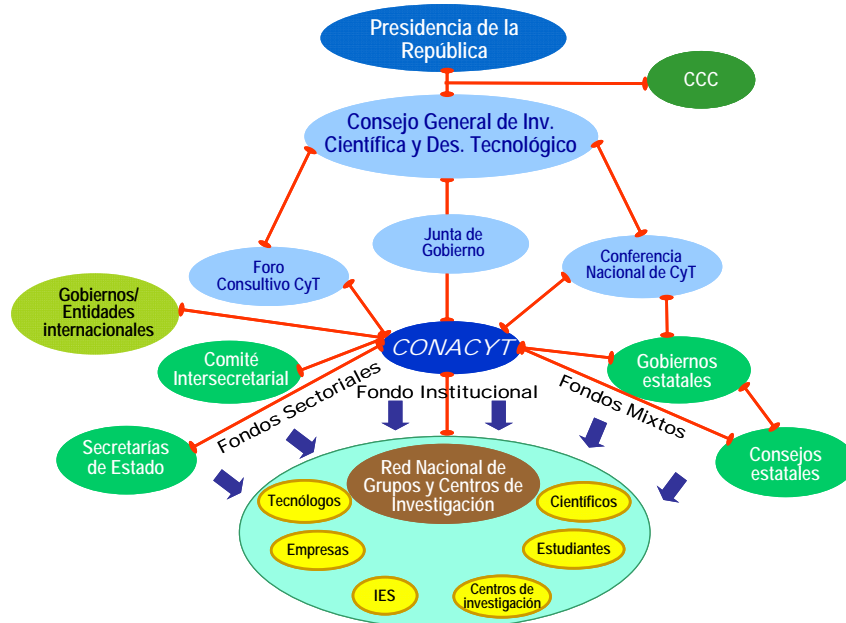 Presidencia de la
República
CCC
Consejo General de Inv.
Científica y Des. Tecnológico
Junta de
Gobierno
Foro
Consultivo CyT
Conferencia
Nacional de CyT
Gobiernos/
Entidades
internacionales
CONACYT
Comité
Intersecretarial
Gobiernos
estatales
Fondos Sectoriales
Fondo Institucional
Fondos Mixtos
Secretarías
de Estado
Consejos
estatales
Red Nacional de
Grupos y Centros de
Investigación
Tecnólogos
Científicos
Empresas
Estudiantes
IES
Centros de
investigación